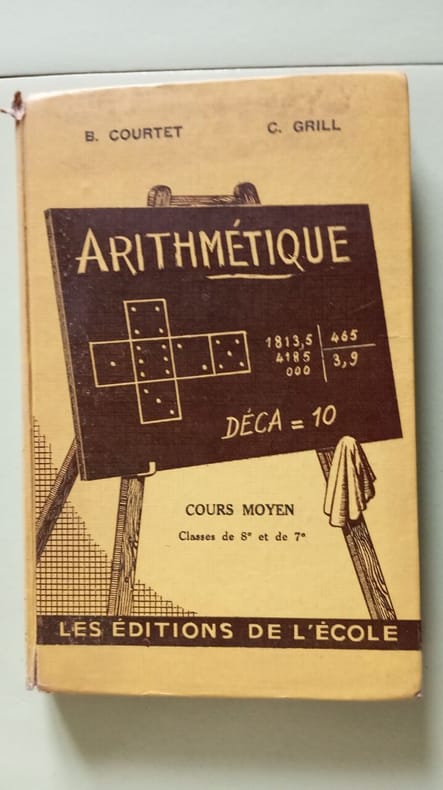 B. COURTET C. GRILL
ARITHMÉTIQUE
1813,5 465
4185 3,9
000
DÉCA = 10
COURS MOYEN
Classes de 8e et de 7e
LES ÉDITIONS DE L'ÉCOLE